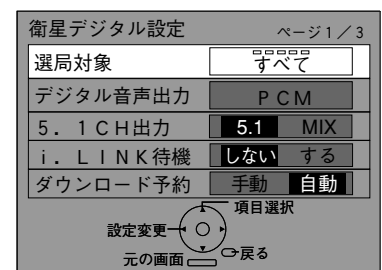 衛星デジタル設定 ページ1／3
選局対象 すべて
デジタル音声出力 PCM
5．1CH出力 5.1 MIX
i．LINK待機 しない する
ダウンロード予約 手動 自動
項目選択
設定変更
戻る
元の画面